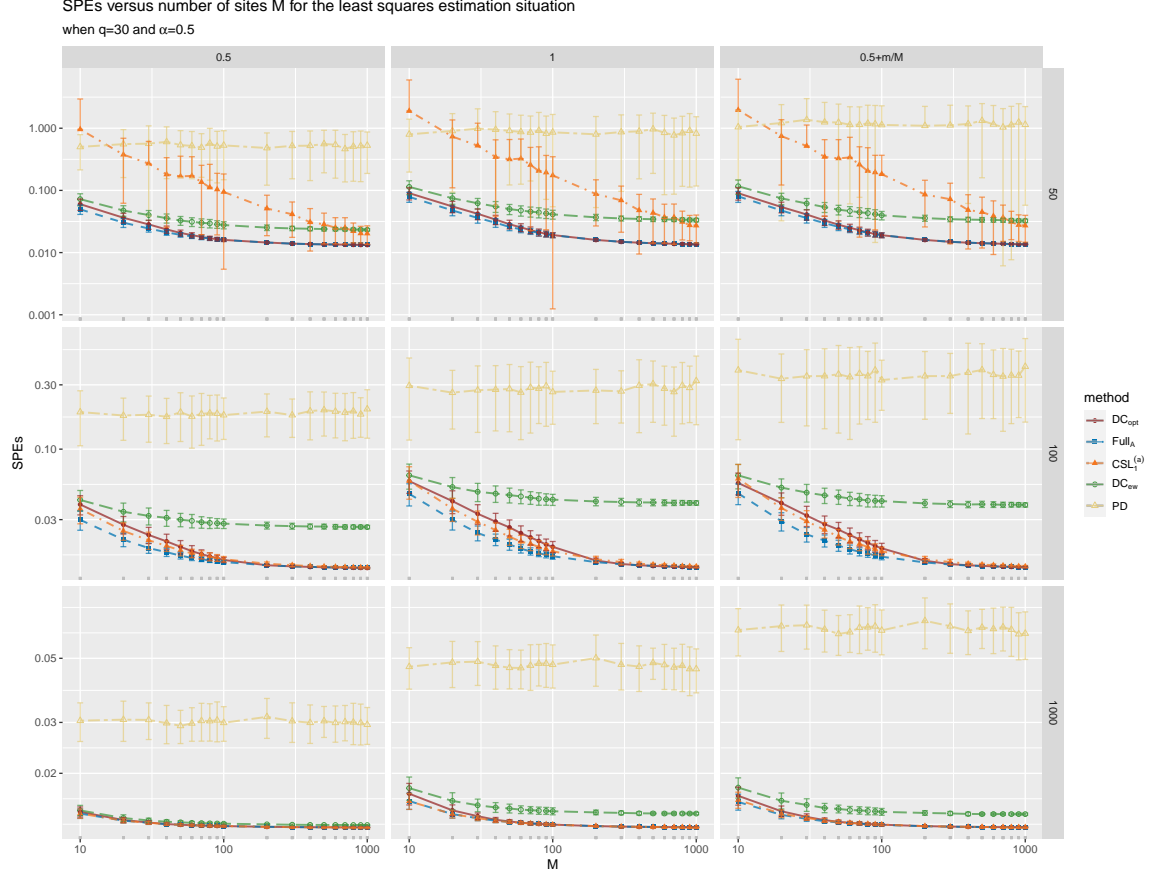 SPEs versus number of sites M for the least squares estimation situation
when q=30 and α=0.5
0.5
1
0.5+m/M
1.000
0.100
0.010
0.001
50
0.30
0.10
0.03
100
0.05
0.03
0.02
1000
SPEs
10
100
1000
10
100
1000
10
100
1000
M
method
DCopt
FullA
CSL1(a)
DCew
PD